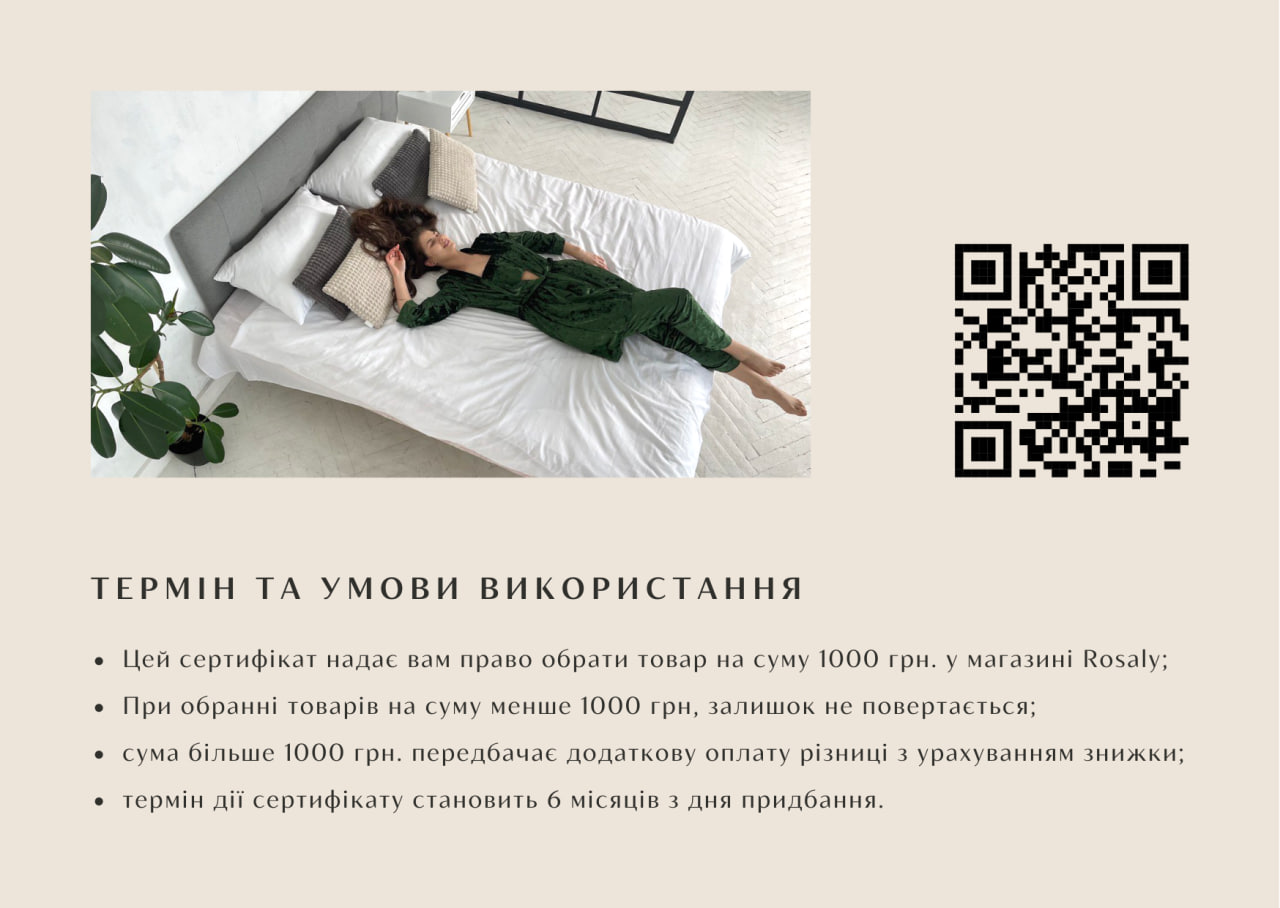 ТЕРМІН ТА УМОВИ ВИКОРИСТАННЯ
• Цей сертифікат надає вам право обрати товар на суму 1000 грн. у магазині Rosaly;
• При обранні товарів на суму менше 1000 грн, залишок не повертається;
• сума більше 1000 грн. передбачає додаткову оплату різниці з урахуванням знижки;
• термін дії сертифікату становить 6 місяців з дня придбання.